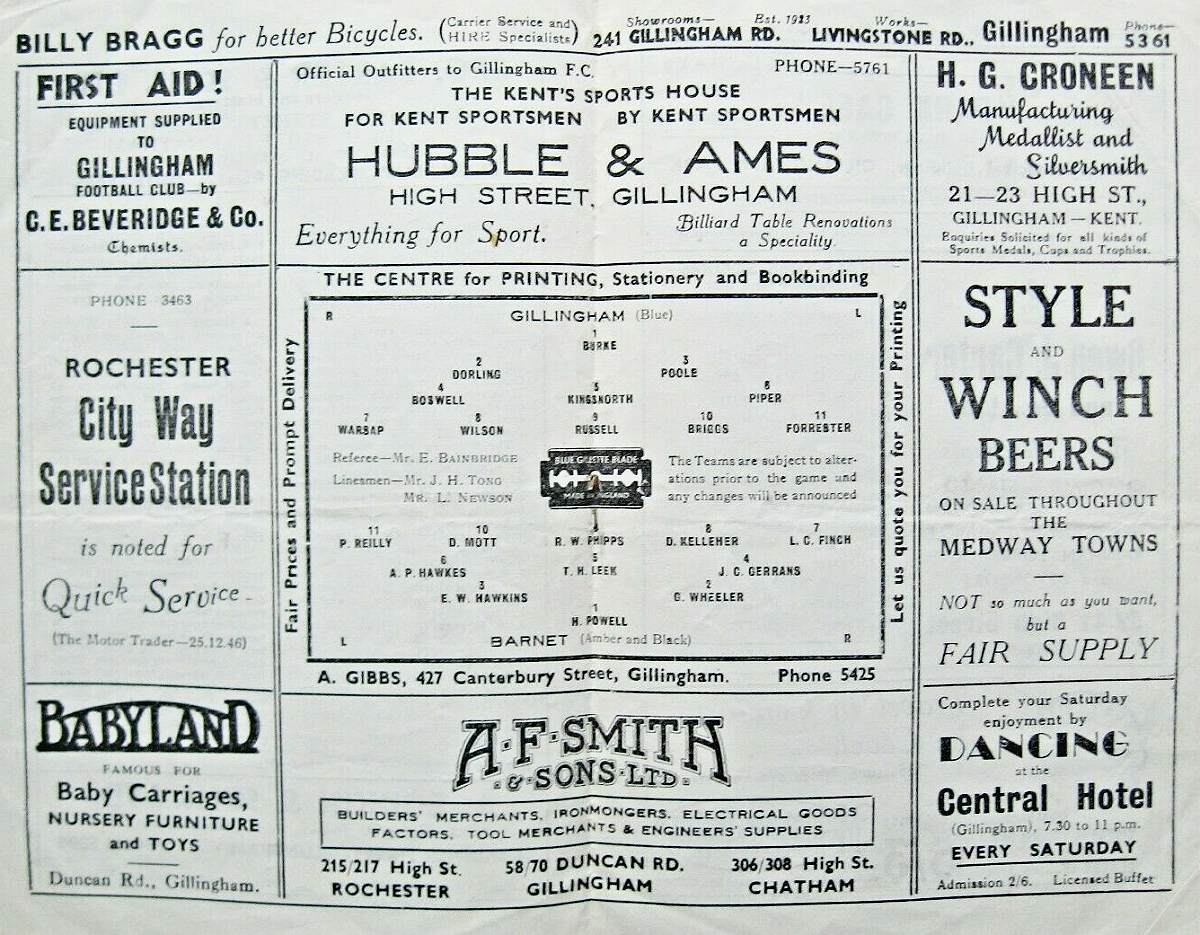 BILLY BRAGG for better Bicycles. (Carrier Service and HIRE Specialists) Showrooms— Est. 1923 241 GILLINGHAM RD. Works— LIVINGSTONE RD., Gillingham Phone— 5361
FIRST AID!
EQUIPMENT SUPPLIED
TO
GILLINGHAM
FOOTBALL CLUB—by
C. E. BEVERIDGE & Co.
Chemists.
Official Outfitters to Gillingham F.C. PHONE—5761
THE KENT'S SPORTS HOUSE
FOR KENT SPORTSMEN BY KENT SPORTSMEN
HUBBLE & AMES
HIGH STREET, GILLINGHAM
Everything for Sport.
Billiard Table Renovations
a Speciality.
H. G. CRONEEN
Manufacturing
Medallist and
Silversmith
21—23 HIGH ST.,
GILLINGHAM — KENT.
Enquiries Solicited for all kinds of
Sports Medals, Cups and Trophies.
PHONE 3463
ROCHESTER
City Way
Service Station
is noted for
Quick Service
(The Motor Trader—25.12.46)
THE CENTRE for PRINTING, Stationery and Bookbinding
Fair Prices and Prompt Delivery
R GILLINGHAM (Blue) L
1
BURKE
2 3
DORLING POOLE
4 5 6
BOSWELL KINGSNORTH PIPER
7 8 9 10 11
WARSAP WILSON RUSSELL BRIGGS FORRESTER
Referee—Mr. E. BAINBRIDGE
Linesmen—Mr. J. H. TONG
Mr. L. NEWSON
BLUE GILLETTE BLADE
MADE IN ENGLAND
The Teams are subject to alter-
ations prior to the game and
any changes will be announced
11 10 8 7
P. REILLY D. MOTT R. W. PHIPPS D. KELLEHER L. C. FINCH
6 5 4
A. P. HAWKES T. H. LEEK J. C. GERRANS
3 2
E. W. HAWKINS G. WHEELER
1
H. POWELL
L BARNET (Amber and Black) R
Let us quote you for your Printing
A. GIBBS, 427 Canterbury Street, Gillingham. Phone 5425
STYLE
AND
WINCH
BEERS
ON SALE THROUGHOUT
THE
MEDWAY TOWNS
NOT so much as you want,
but a
FAIR SUPPLY
BABYLAND
FAMOUS FOR
Baby Carriages,
NURSERY FURNITURE
and TOYS
Duncan Rd., Gillingham.
A·F·SMITH
& SONS LTD.
BUILDERS' MERCHANTS, IRONMONGERS, ELECTRICAL GOODS
FACTORS, TOOL MERCHANTS & ENGINEERS' SUPPLIES
215/217 High St. 58/70 DUNCAN RD. 306/308 High St.
ROCHESTER GILLINGHAM CHATHAM
Complete your Saturday
enjoyment by
DANCING
at the
Central Hotel
(Gillingham), 7.30 to 11 p.m.
EVERY SATURDAY
Admission 2/6. Licensed Buffet